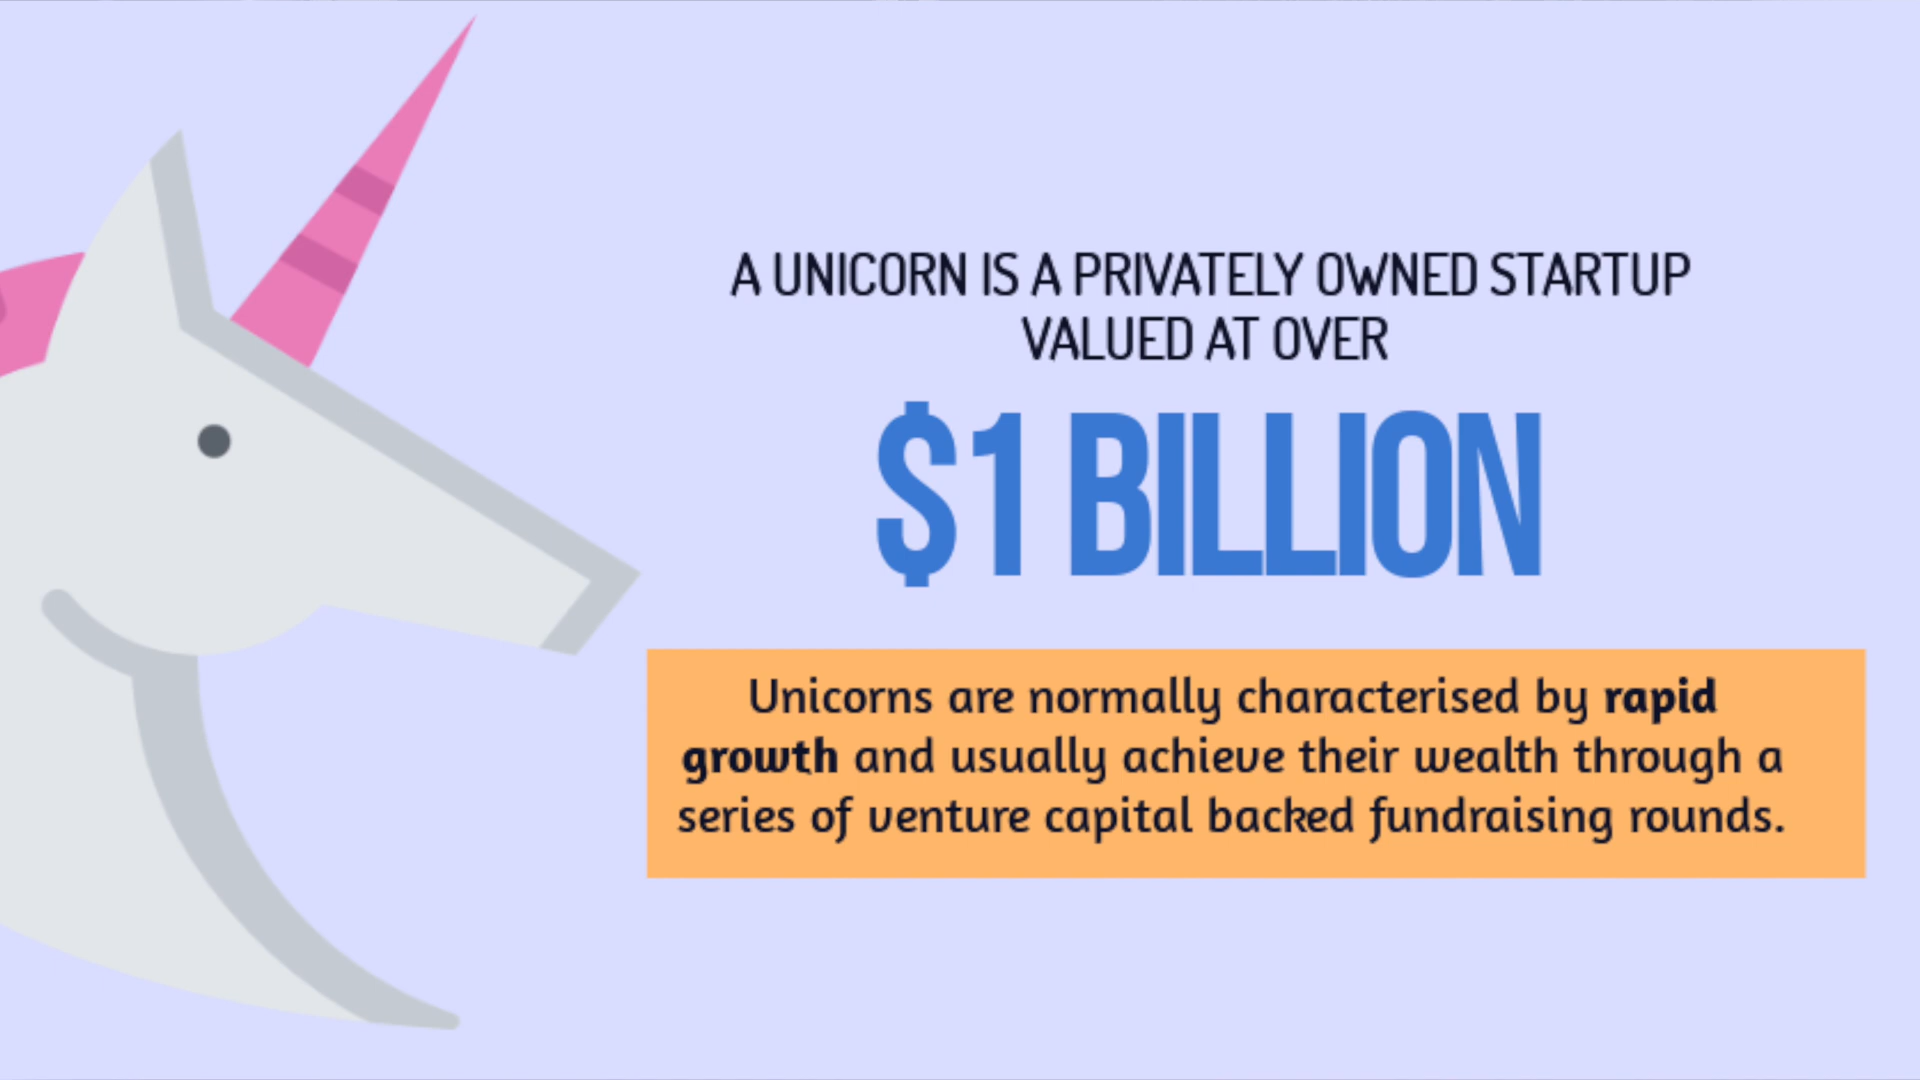 A UNICORN IS A PRIVATELY OWNED STARTUP
VALUED AT OVER
$1 BILLION
Unicorns are normally characterised by rapid
growth and usually achieve their wealth through a
series of venture capital backed fundraising rounds.